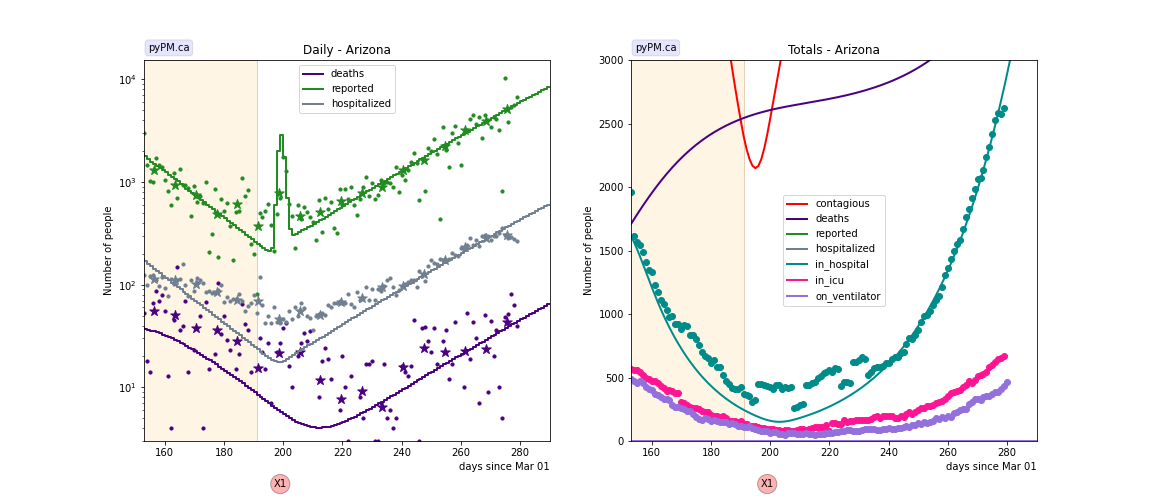 pyPM.ca
Daily - Arizona
deaths
reported
hospitalized
Number of people
10⁴
10³
10²
10¹
160 180 200 220 240 260 280
days since Mar 01
X1
pyPM.ca
Totals - Arizona
contagious
deaths
reported
hospitalized
in_hospital
in_icu
on_ventilator
Number of people
3000
2500
2000
1500
1000
500
0
160 180 200 220 240 260 280
days since Mar 01
X1